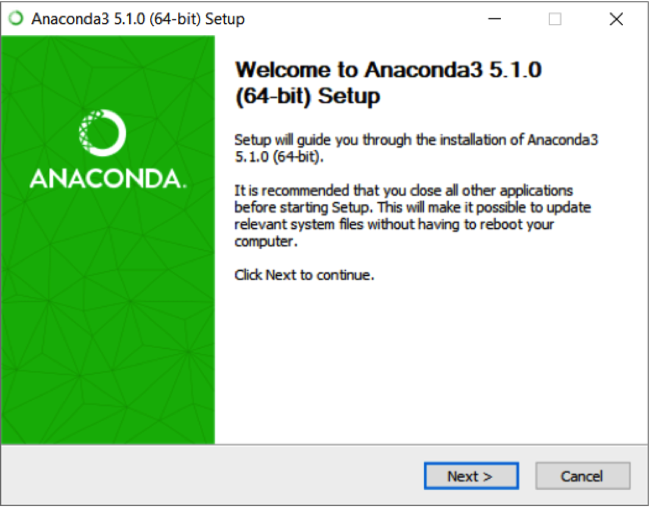 Anaconda3 5.1.0 (64-bit) Setup
Welcome to Anaconda3 5.1.0
(64-bit) Setup
ANACONDA.
Setup will guide you through the installation of Anaconda3
5.1.0 (64-bit).
It is recommended that you close all other applications
before starting Setup. This will make it possible to update
relevant system files without having to reboot your
computer.
Click Next to continue.
Next >
Cancel